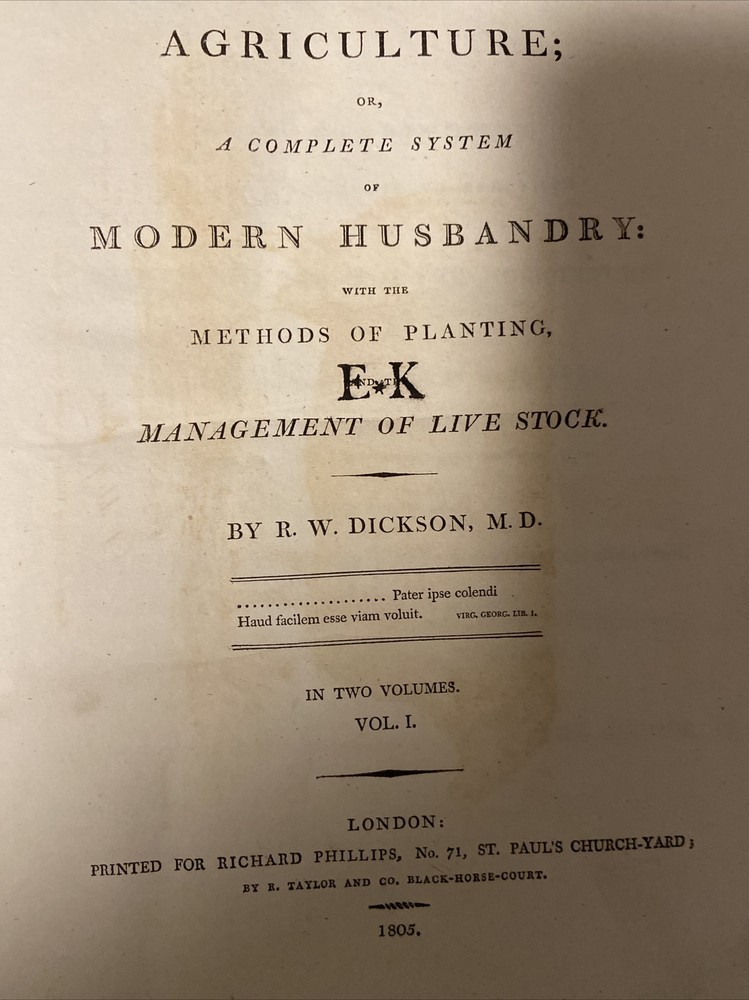 AGRICULTURE;
OR,
A COMPLETE SYSTEM
OF
MODERN HUSBANDRY:
WITH THE
METHODS OF PLANTING,
E★K
MANAGEMENT OF LIVE STOCK.
BY R. W. DICKSON, M. D.
................... Pater ipse colendi
Haud facilem esse viam voluit. VIRG. GEORG. LIB. I.
IN TWO VOLUMES.
VOL. I.
LONDON:
PRINTED FOR RICHARD PHILLIPS, No. 71, ST. PAUL'S CHURCH-YARD;
BY R. TAYLOR AND CO. BLACK-HORSE-COURT.
1805.